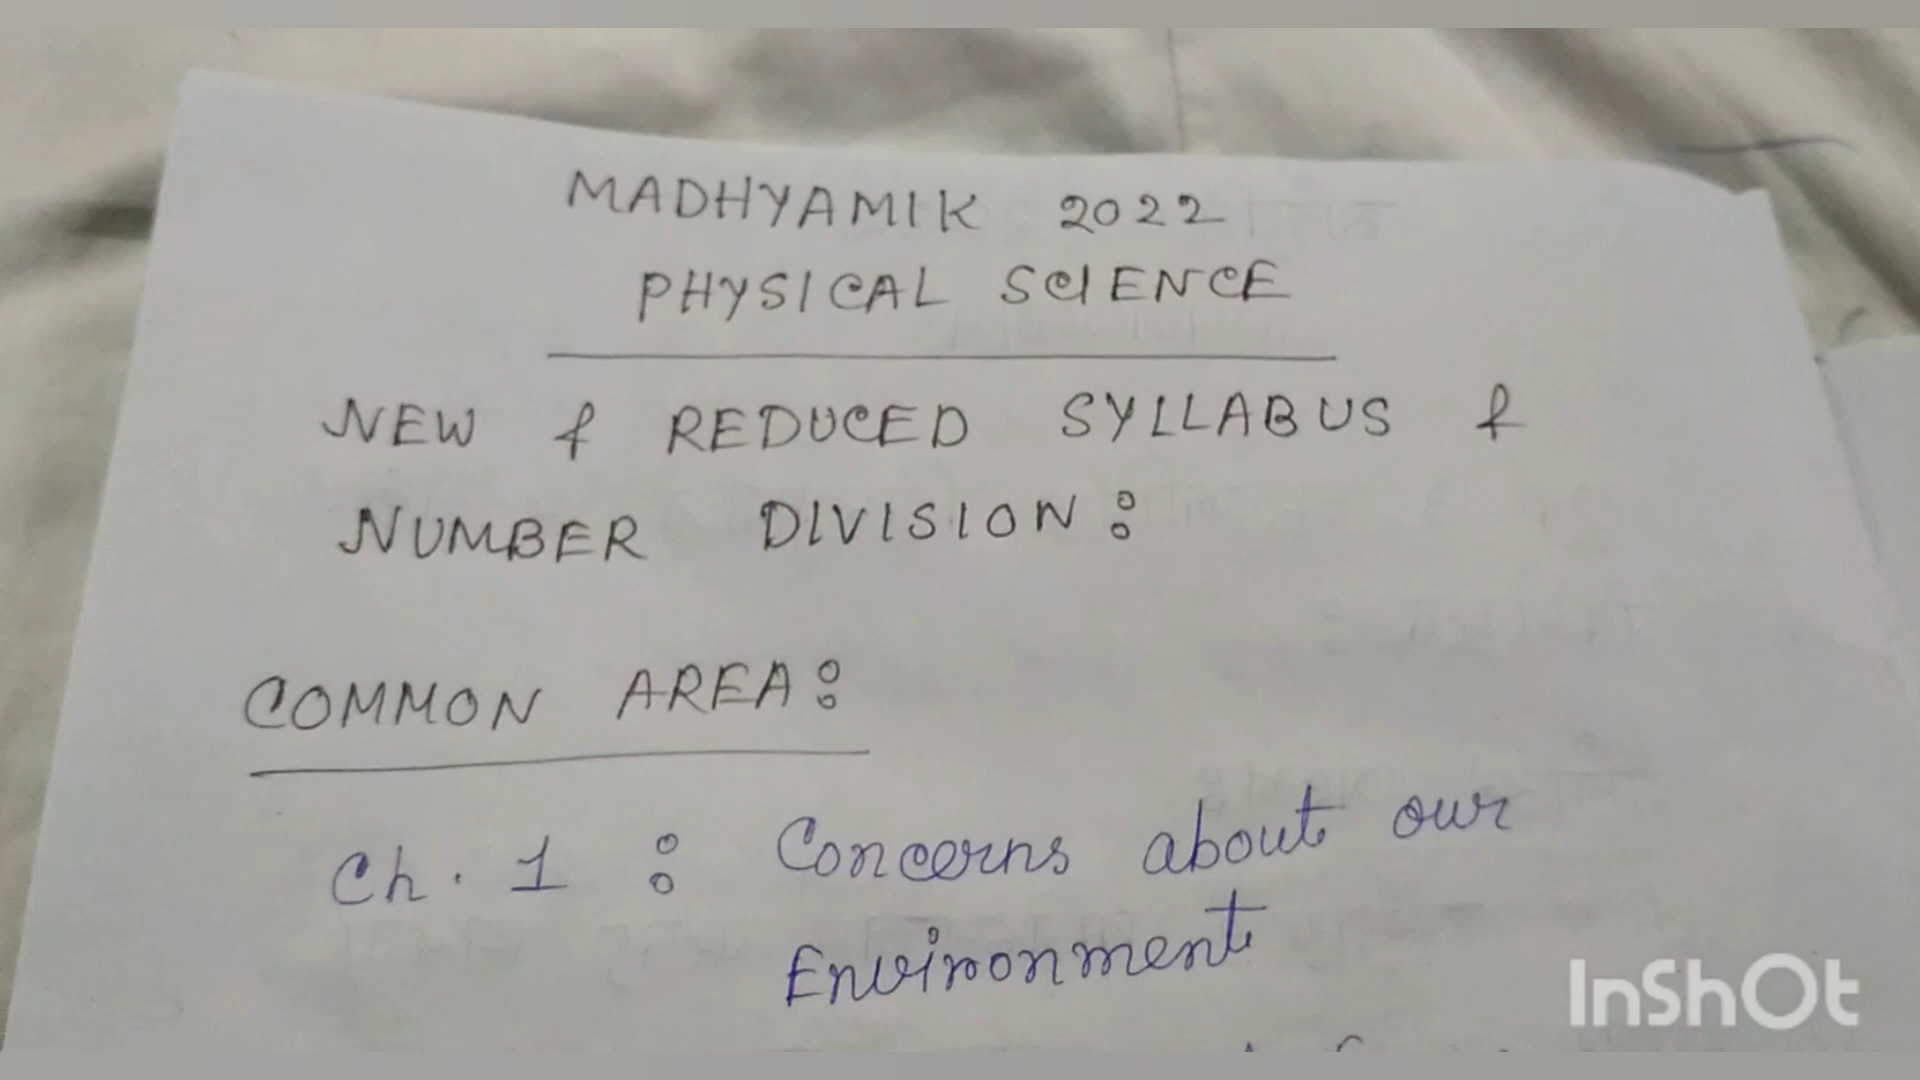 MADHYAMIK 2022
PHYSICAL SCIENCE
NEW & REDUCED SYLLABUS &
NUMBER DIVISION:
COMMON AREA:
Ch. 1 : Concerns about our
Environment
InShOt